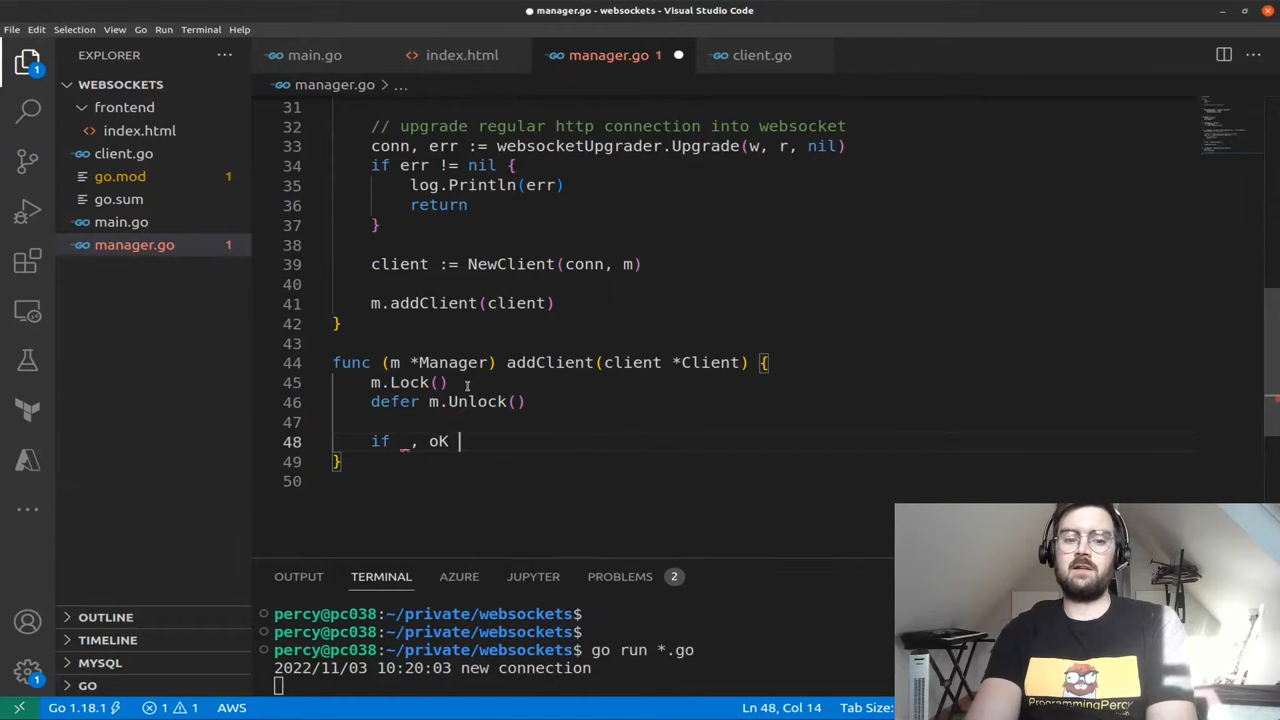 manager.go - websockets - Visual Studio Code
File Edit Selection View Go Run Terminal Help
EXPLORER
main.go index.html manager.go 1 client.go
WEBSOCKETS
manager.go > ...
frontend
index.html
client.go
go.mod 1
go.sum
main.go
manager.go 1
31
32 // upgrade regular http connection into websocket
33 conn, err := websocketUpgrader.Upgrade(w, r, nil)
34 if err != nil {
35 log.Println(err)
36 return
37 }
38
39 client := NewClient(conn, m)
40
41 m.addClient(client)
42 }
43
44 func (m *Manager) addClient(client *Client) {
45 m.Lock()
46 defer m.Unlock()
47
48 if _, oK
49 }
50
OUTPUT TERMINAL AZURE JUPYTER PROBLEMS 2
percy@pc038:~/private/websockets$
percy@pc038:~/private/websockets$
percy@pc038:~/private/websockets$ go run *.go
2022/11/03 10:20:03 new connection
OUTLINE
TIMELINE
MYSQL
GO
1
1
ProgrammingPercy
Go 1.18.1 1 1 AWS Ln 48, Col 14 Tab Size: